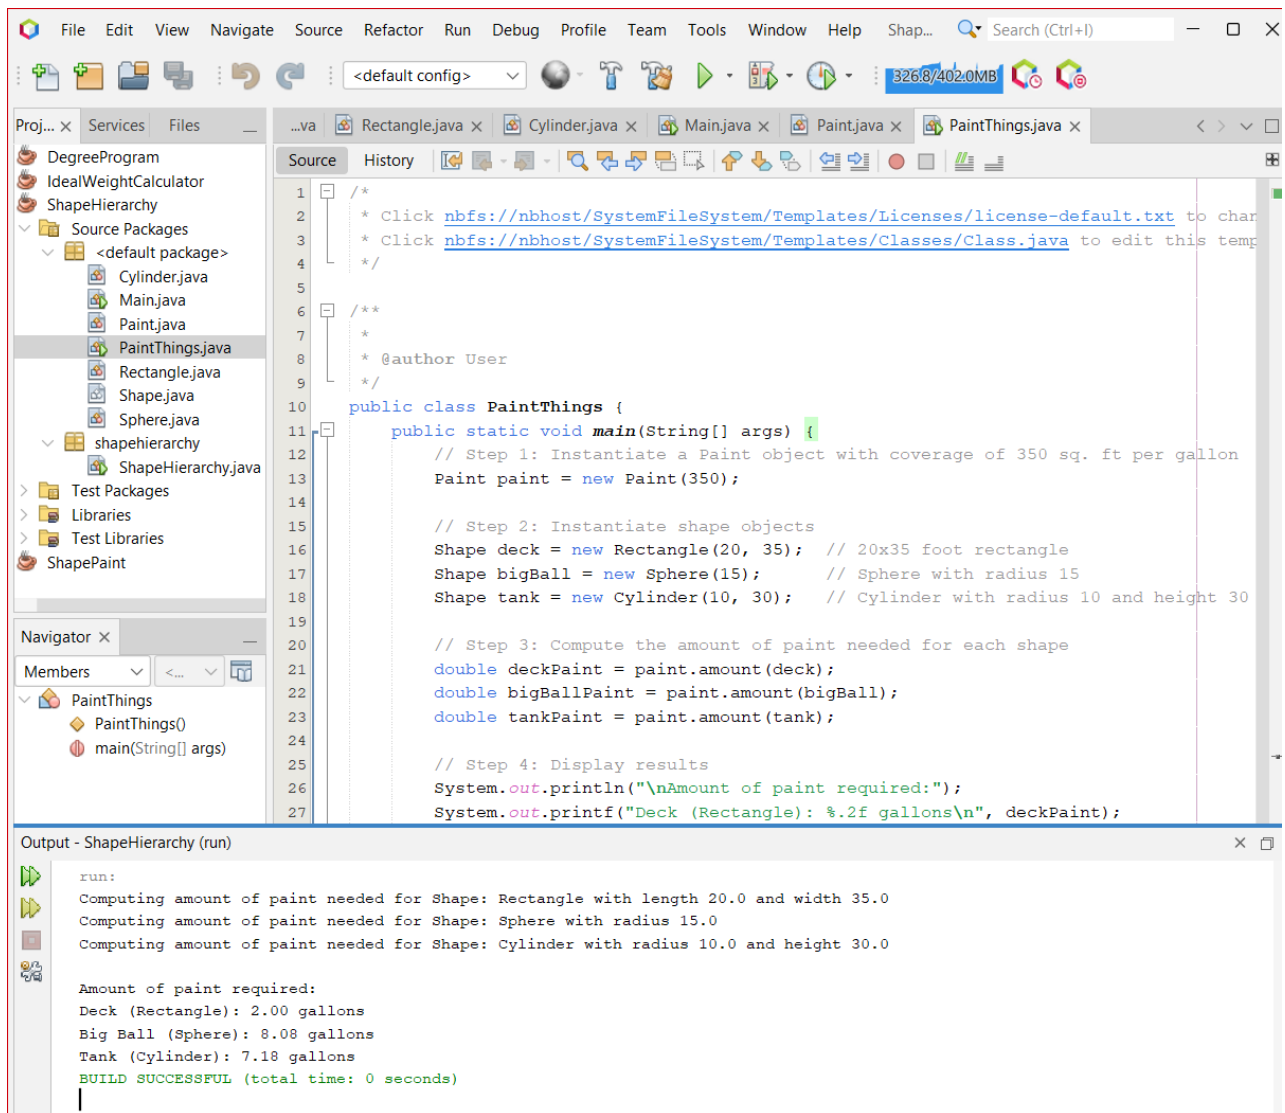 File Edit View Navigate Source Refactor Run Debug Profile Team Tools Window Help Shap... Search (Ctrl+I)
<default config> 326.8/402.0MB
Proj... Services Files
...va Rectangle.java Cylinder.java Main.java Paint.java PaintThings.java
Source History
DegreeProgram
IdealWeightCalculator
ShapeHierarchy
Source Packages
<default package>
Cylinder.java
Main.java
Paint.java
PaintThings.java
Rectangle.java
Shape.java
Sphere.java
shapehierarchy
ShapeHierarchy.java
Test Packages
Libraries
Test Libraries
ShapePaint
Navigator
Members <...
PaintThings
PaintThings()
main(String[] args)
1 /*
2 * Click nbfs://nbhost/SystemFileSystem/Templates/Licenses/license-default.txt to chan
3 * Click nbfs://nbhost/SystemFileSystem/Templates/Classes/Class.java to edit this temp
4 */
5
6 /**
7 *
8 * @author User
9 */
10 public class PaintThings {
11 public static void main(String[] args) {
12 // Step 1: Instantiate a Paint object with coverage of 350 sq. ft per gallon
13 Paint paint = new Paint(350);
14
15 // Step 2: Instantiate shape objects
16 Shape deck = new Rectangle(20, 35); // 20x35 foot rectangle
17 Shape bigBall = new Sphere(15); // Sphere with radius 15
18 Shape tank = new Cylinder(10, 30); // Cylinder with radius 10 and height 30
19
20 // Step 3: Compute the amount of paint needed for each shape
21 double deckPaint = paint.amount(deck);
22 double bigBallPaint = paint.amount(bigBall);
23 double tankPaint = paint.amount(tank);
24
25 // Step 4: Display results
26 System.out.println("\nAmount of paint required:");
27 System.out.printf("Deck (Rectangle): %.2f gallons\n", deckPaint);
Output - ShapeHierarchy (run)
run:
Computing amount of paint needed for Shape: Rectangle with length 20.0 and width 35.0
Computing amount of paint needed for Shape: Sphere with radius 15.0
Computing amount of paint needed for Shape: Cylinder with radius 10.0 and height 30.0
Amount of paint required:
Deck (Rectangle): 2.00 gallons
Big Ball (Sphere): 8.08 gallons
Tank (Cylinder): 7.18 gallons
BUILD SUCCESSFUL (total time: 0 seconds)